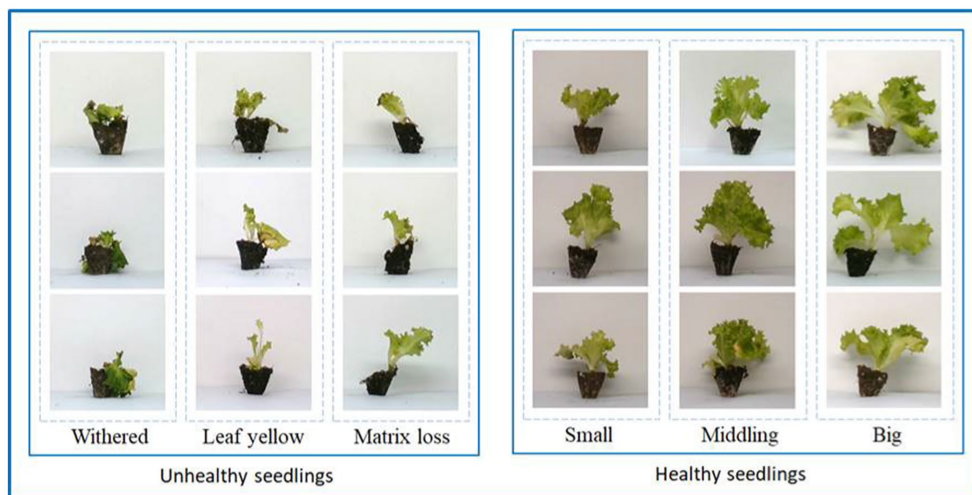 Withered
Leaf yellow
Matrix loss
Unhealthy seedlings
Small
Middling
Big
Healthy seedlings